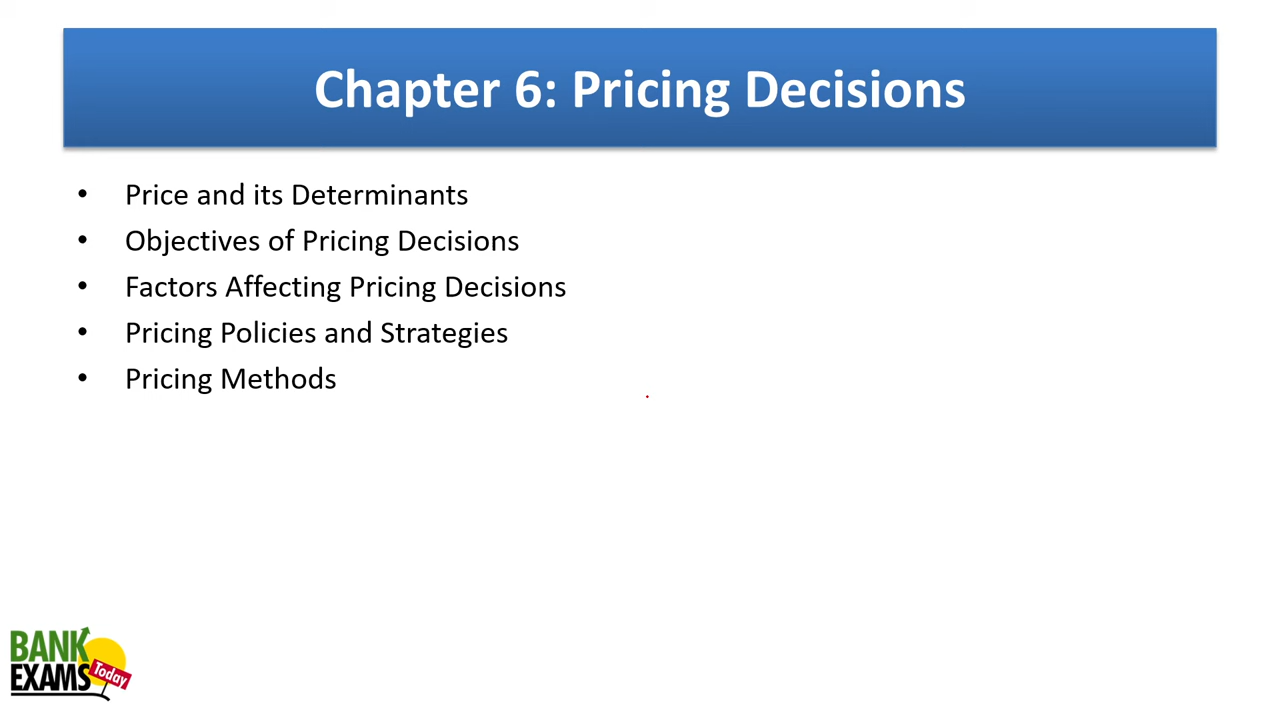 Chapter 6: Pricing Decisions
• Price and its Determinants
• Objectives of Pricing Decisions
• Factors Affecting Pricing Decisions
• Pricing Policies and Strategies
• Pricing Methods
BANK
EXAMS Today